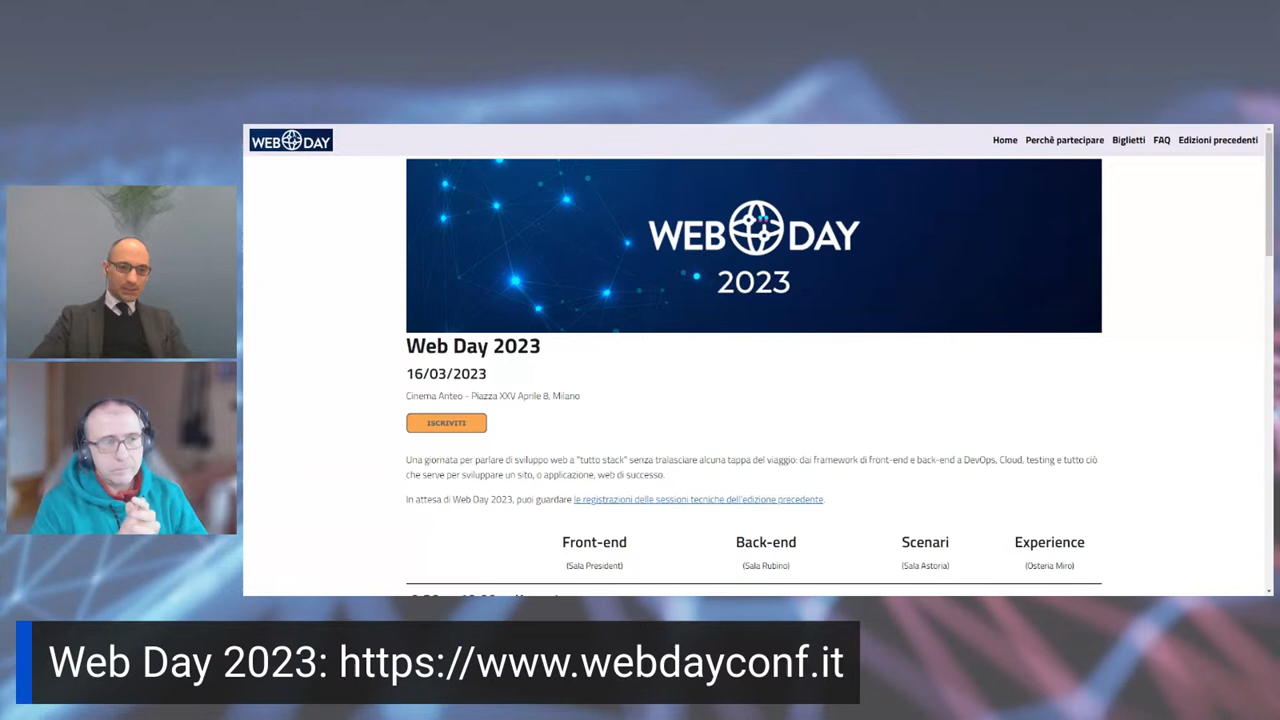 WEB DAY
Home Perchè partecipare Biglietti FAQ Edizioni precedenti
WEB DAY
2023
Web Day 2023
16/03/2023
Cinema Anteo - Piazza XXV Aprile 8, Milano
ISCRIVITI
Una giornata per parlare di sviluppo web a "tutto stack" senza tralasciare alcuna tappa del viaggio: dai framework di front-end e back-end a DevOps, Cloud, testing e tutto ciò
che serve per sviluppare un sito, o applicazione, web di successo.
In attesa di Web Day 2023, puoi guardare le registrazioni delle sessioni tecniche dell'edizione precedente.
Front-end Back-end Scenari Experience
(Sala President) (Sala Rubino) (Sala Astoria) (Osteria Miro)
Web Day 2023: https://www.webdayconf.it